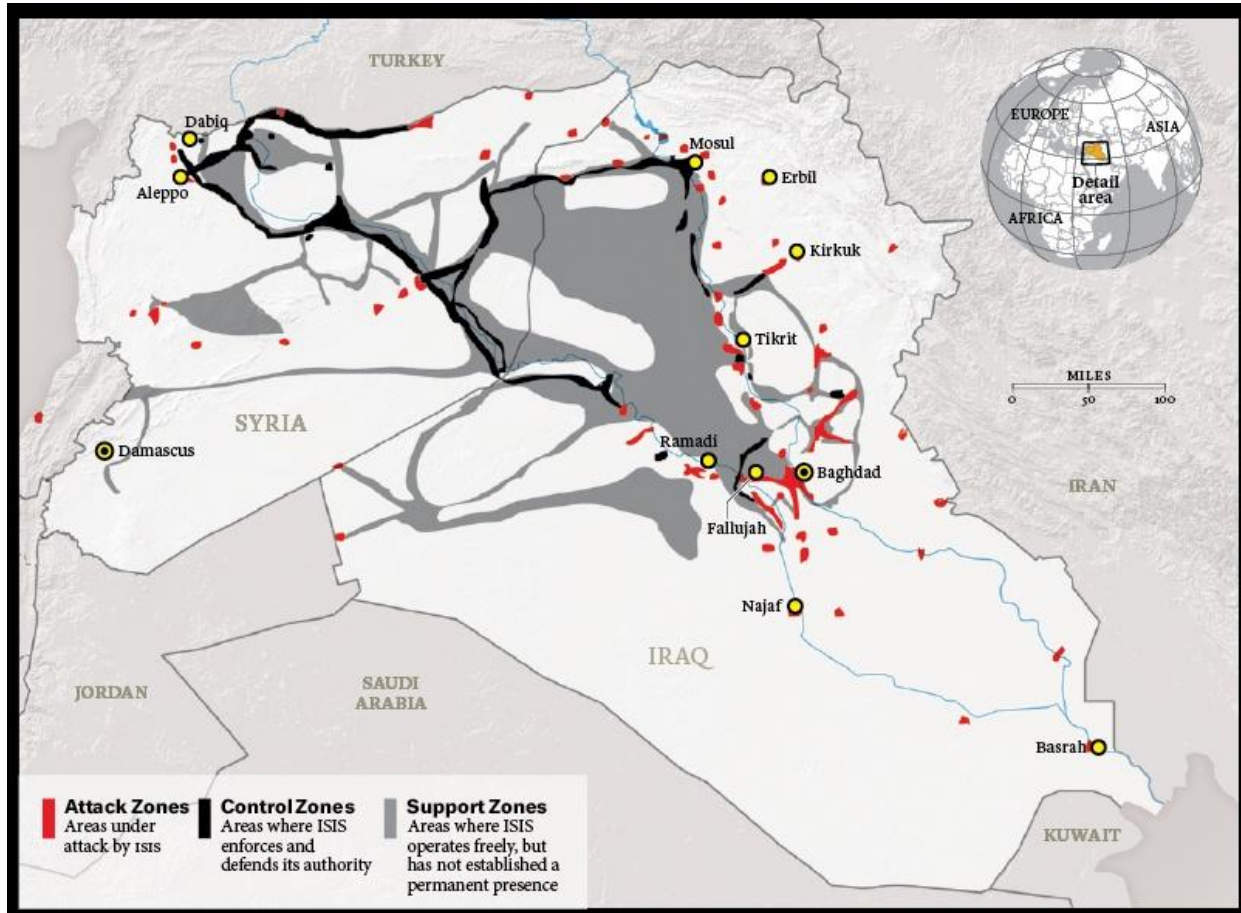 TURKEY
Dabiq
Aleppo
Mosul
Erbil
Kirkuk
Tikrit
EUROPE
ASIA
Detail
area
AFRICA
MILES
0 50 100
SYRIA
Damascus
Ramadi
Baghdad
Fallujah
IRAN
Najaf
IRAQ
JORDAN
SAUDI
ARABIA
Basrah
KUWAIT
Attack Zones
Areas under
attack by ISIS
Control Zones
Areas where ISIS
enforces and
defends its authority
Support Zones
Areas where ISIS
operates freely, but
has not established a
permanent presence